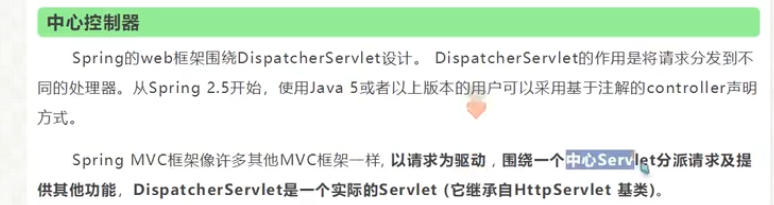 中心控制器
Spring的web框架围绕DispatcherServlet设计。 DispatcherServlet的作用是将请求分发到不
同的处理器。从Spring 2.5开始，使用Java 5或者以上版本的用户可以采用基于注解的controller声明
方式。
Spring MVC框架像许多其他MVC框架一样, 以请求为驱动 , 围绕一个中心Servlet分派请求及提
供其他功能，DispatcherServlet是一个实际的Servlet (它继承自HttpServlet 基类)。